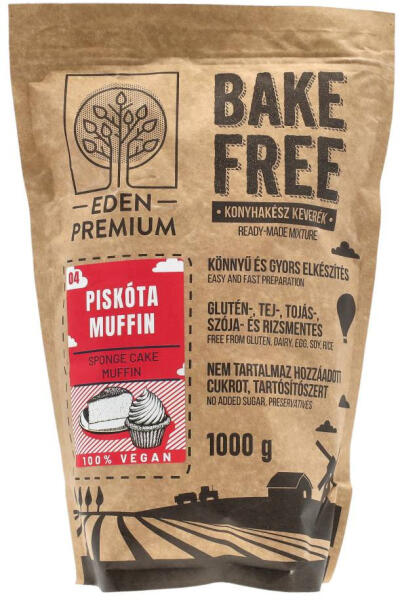 EDEN
PREMIUM
04
PISKÓTA
MUFFIN
SPONGE CAKE
MUFFIN
100% VEGAN
BAKE
FREE
• KONYHAKÉSZ KEVERÉK •
READY-MADE MIXTURE
KÖNNYŰ ÉS GYORS ELKÉSZÍTÉS
EASY AND FAST PREPARATION
GLUTÉN-, TEJ-, TOJÁS-,
SZÓJA- ÉS RIZSMENTES
FREE FROM GLUTEN, DAIRY, EGG, SOY, RICE
NEM TARTALMAZ HOZZÁADOTT
CUKROT, TARTÓSÍTÓSZERT
NO ADDED SUGAR, PRESERVATIVES
1000 g